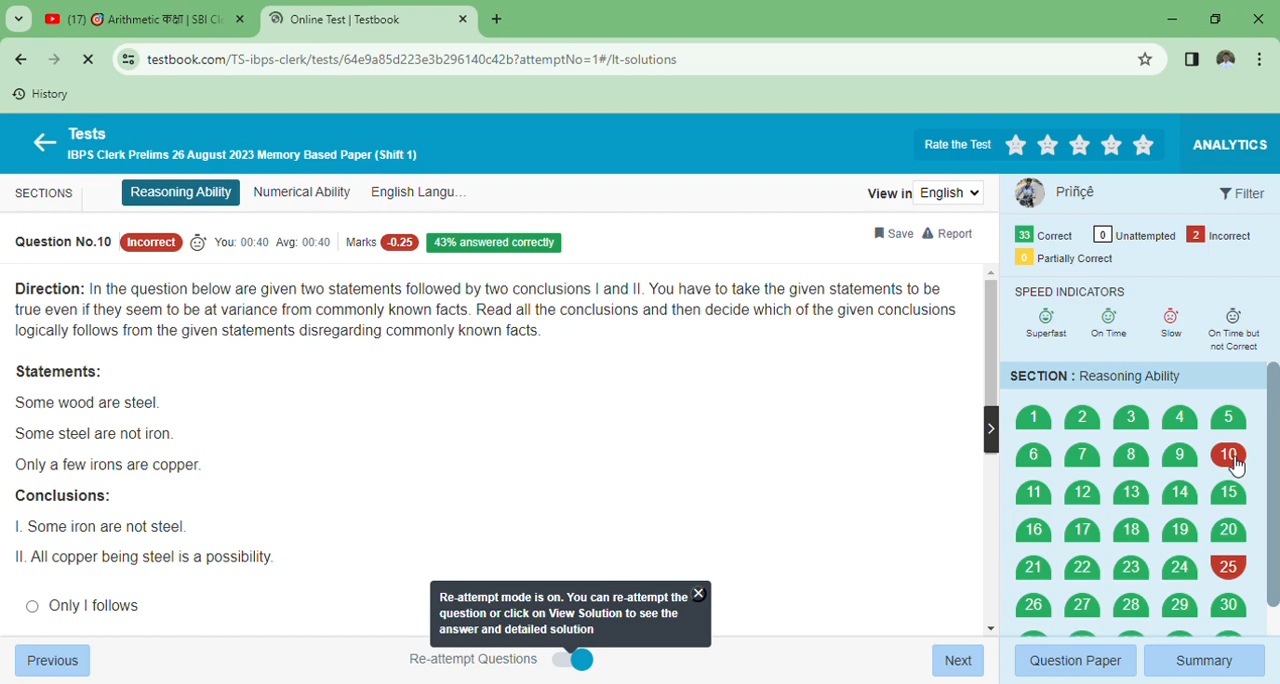 (17) 🎯 Arithmetic कक्षा | SBI Cl
Online Test | Testbook
testbook.com/TS-ibps-clerk/tests/64e9a85d223e3b296140c42b?attemptNo=1#/lt-solutions
History
Tests
IBPS Clerk Prelims 26 August 2023 Memory Based Paper (Shift 1)
Rate the Test
ANALYTICS
SECTIONS
Reasoning Ability
Numerical Ability
English Langu...
View in English
Priñçê
Filter
Question No.10
Incorrect
You: 00:40 Avg: 00:40
Marks -0.25
43% answered correctly
Save
Report
33 Correct
0 Unattempted
2 Incorrect
0 Partially Correct
Direction: In the question below are given two statements followed by two conclusions I and II. You have to take the given statements to be
true even if they seem to be at variance from commonly known facts. Read all the conclusions and then decide which of the given conclusions
logically follows from the given statements disregarding commonly known facts.
Statements:
Some wood are steel.
Some steel are not iron.
Only a few irons are copper.
Conclusions:
I. Some iron are not steel.
II. All copper being steel is a possibility.
Only I follows
Re-attempt mode is on. You can re-attempt the
question or click on View Solution to see the
answer and detailed solution
Previous
Re-attempt Questions
Next
SPEED INDICATORS
Superfast
On Time
Slow
On Time but
not Correct
SECTION : Reasoning Ability
1 2 3 4 5
6 7 8 9 10
11 12 13 14 15
16 17 18 19 20
21 22 23 24 25
26 27 28 29 30
Question Paper
Summary